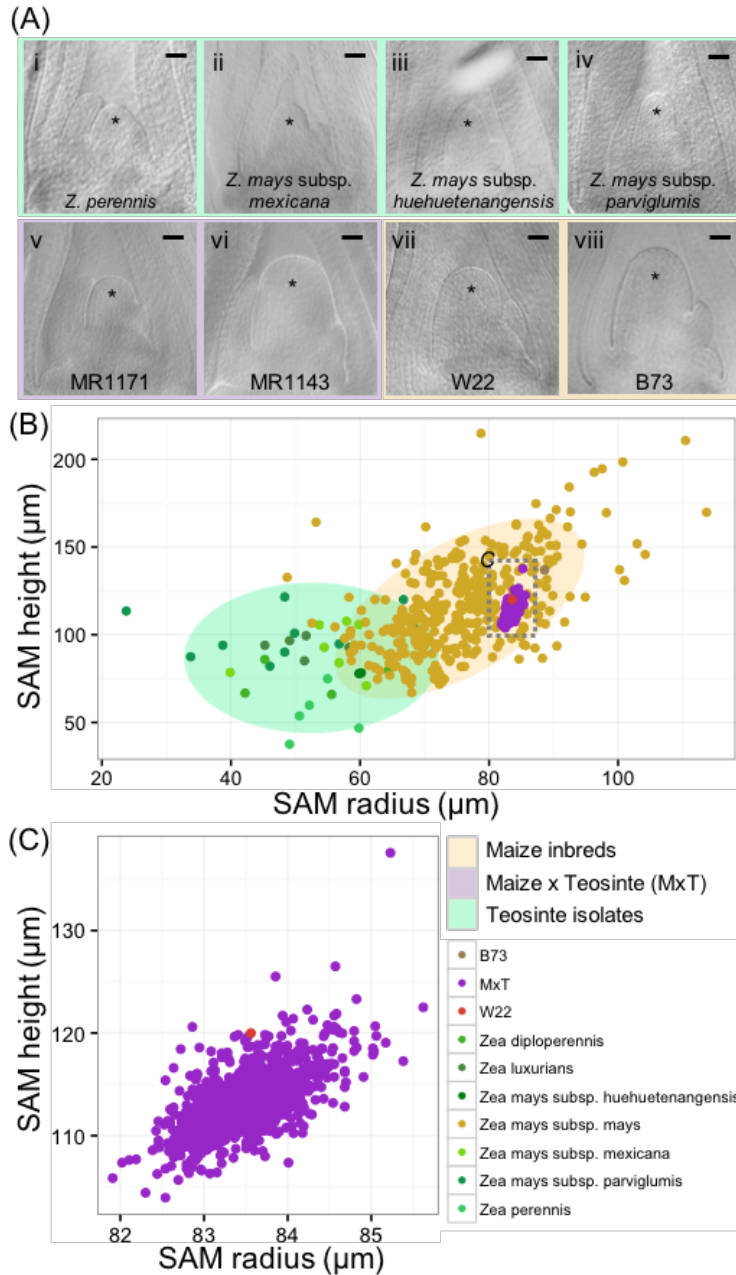 (A)
i ii iii iv
* * * *
Z. perennis
Z. mays subsp.
mexicana
Z. mays subsp.
huehuetenangensis
Z. mays subsp.
parviglumis
v vi vii viii
* * * *
MR1171 MR1143 W22 B73
(B)
SAM height (µm)
200
150
100
50
C
20 40 60 80 100
SAM radius (µm)
(C)
SAM height (µm)
130
120
110
82 83 84 85
SAM radius (µm)
Maize inbreds
Maize x Teosinte (MxT)
Teosinte isolates
B73
MxT
W22
Zea diploperennis
Zea luxurians
Zea mays subsp. huehuetenangensis
Zea mays subsp. mays
Zea mays subsp. mexicana
Zea mays subsp. parviglumis
Zea perennis